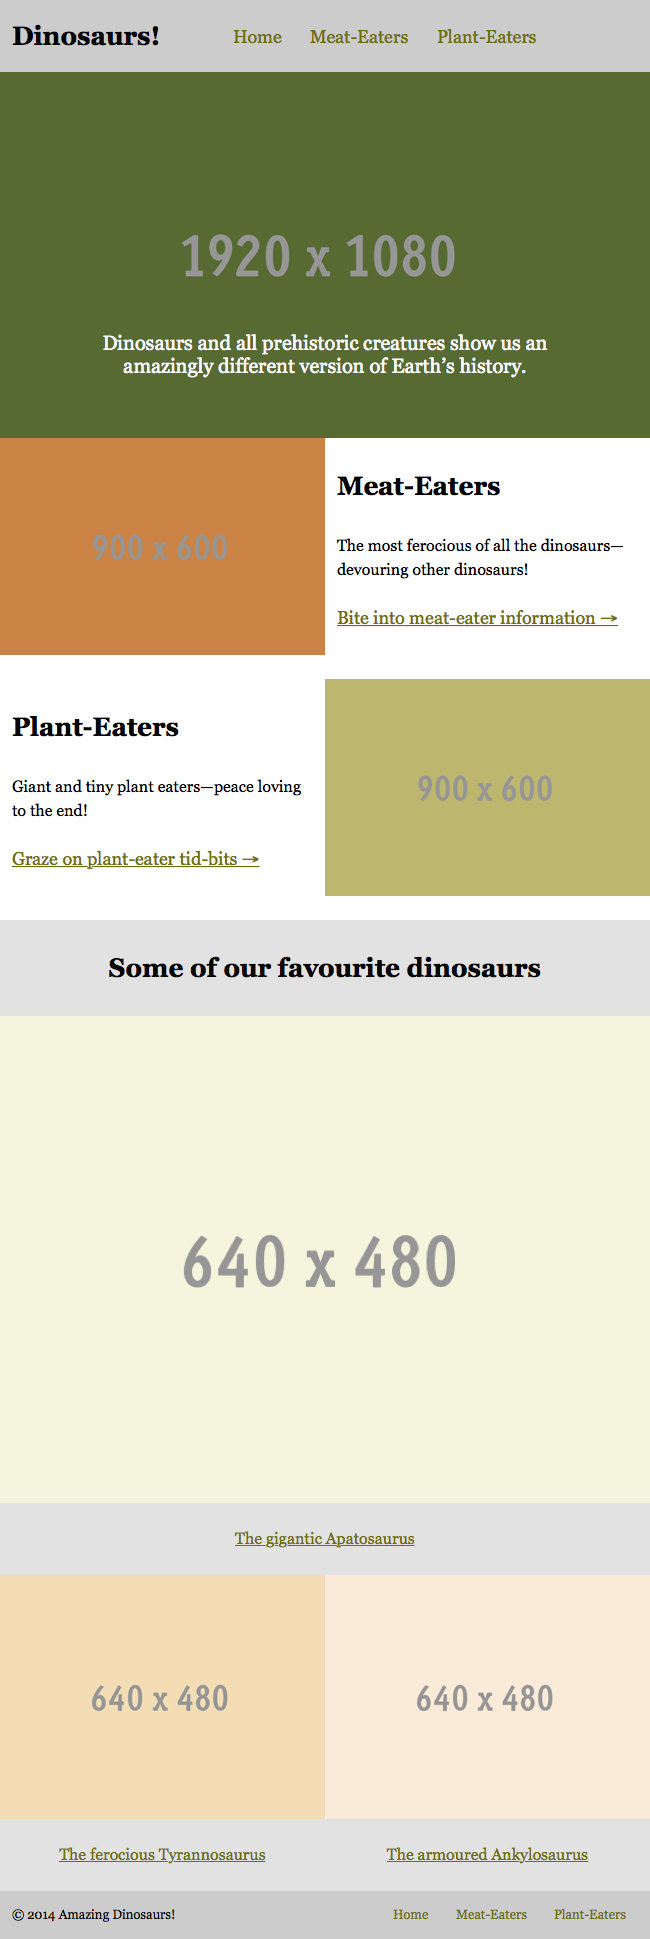 Dinosaurs!
Home Meat-Eaters Plant-Eaters
1920 x 1080
Dinosaurs and all prehistoric creatures show us an
amazingly different version of Earth’s history.
900 x 600
Meat-Eaters
The most ferocious of all the dinosaurs—
devouring other dinosaurs!
Bite into meat-eater information →
Plant-Eaters
Giant and tiny plant eaters—peace loving
to the end!
Graze on plant-eater tid-bits →
900 x 600
Some of our favourite dinosaurs
640 x 480
The gigantic Apatosaurus
640 x 480
The ferocious Tyrannosaurus
640 x 480
The armoured Ankylosaurus
© 2014 Amazing Dinosaurs!
Home Meat-Eaters Plant-Eaters